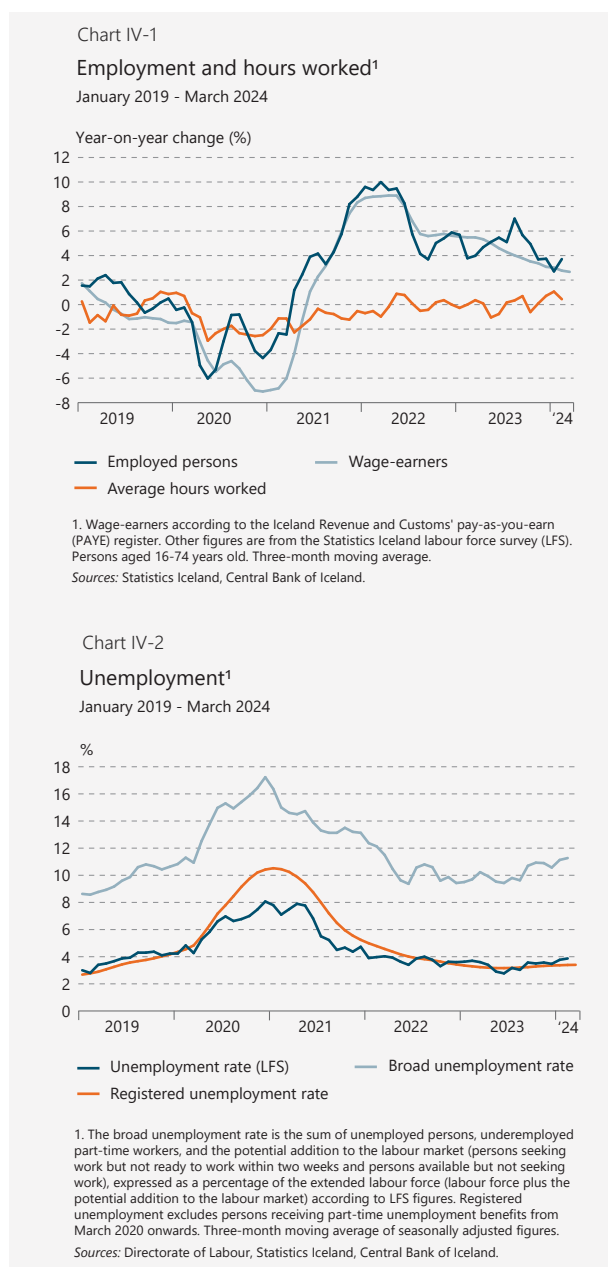 Chart IV-1
Employment and hours worked¹
January 2019 - March 2024
Year-on-year change (%)
12
10
8
6
4
2
0
-2
-4
-6
-8
2019 2020 2021 2022 2023 '24
Employed persons
Wage-earners
Average hours worked
1. Wage-earners according to the Iceland Revenue and Customs' pay-as-you-earn
(PAYE) register. Other figures are from the Statistics Iceland labour force survey (LFS).
Persons aged 16-74 years old. Three-month moving average.
Sources: Statistics Iceland, Central Bank of Iceland.
Chart IV-2
Unemployment¹
January 2019 - March 2024
%
18
16
14
12
10
8
6
4
2
0
2019 2020 2021 2022 2023 '24
Unemployment rate (LFS)
Broad unemployment rate
Registered unemployment rate
1. The broad unemployment rate is the sum of unemployed persons, underemployed
part-time workers, and the potential addition to the labour market (persons seeking
work but not ready to work within two weeks and persons available but not seeking
work), expressed as a percentage of the extended labour force (labour force plus the
potential addition to the labour market) according to LFS figures. Registered
unemployment excludes persons receiving part-time unemployment benefits from
March 2020 onwards. Three-month moving average of seasonally adjusted figures.
Sources: Directorate of Labour, Statistics Iceland, Central Bank of Iceland.